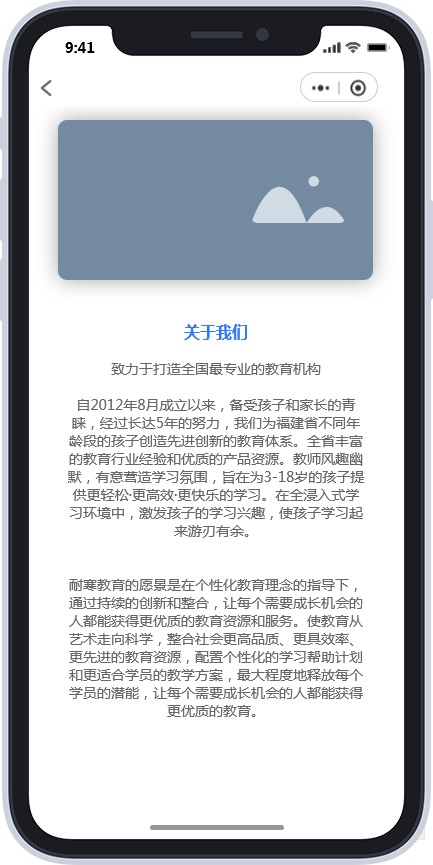 9:41
关于我们
致力于打造全国最专业的教育机构
自2012年8月成立以来，备受孩子和家长的青
睐，经过长达5年的努力，我们为福建省不同年
龄段的孩子创造先进创新的教育体系。全省丰富
的教育行业经验和优质的产品资源。教师风趣幽
默，有意营造学习氛围，旨在为3-18岁的孩子提
供更轻松·更高效·更快乐的学习。在全浸入式学
习环境中，激发孩子的学习兴趣，使孩子学习起
来游刃有余。
耐寒教育的愿景是在个性化教育理念的指导下，
通过持续的创新和整合，让每个需要成长机会的
人都能获得更优质的教育资源和服务。使教育从
艺术走向科学，整合社会更高品质、更具效率、
更先进的教育资源，配置个性化的学习帮助计划
和更适合学员的教学方案，最大程度地释放每个
学员的潜能，让每个需要成长机会的人都能获得
更优质的教育。